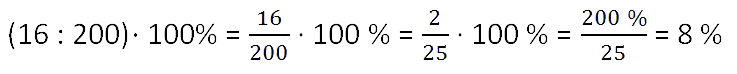 (16 : 200)· 100% = 16/200 · 100 % = 2/25 · 100 % = 200 %/25 = 8 %